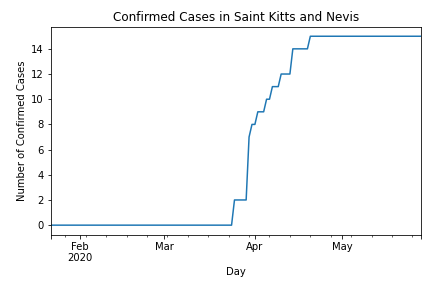 Confirmed Cases in Saint Kitts and Nevis
Number of Confirmed Cases
14
12
10
8
6
4
2
0
Feb Mar Apr May
2020
Day